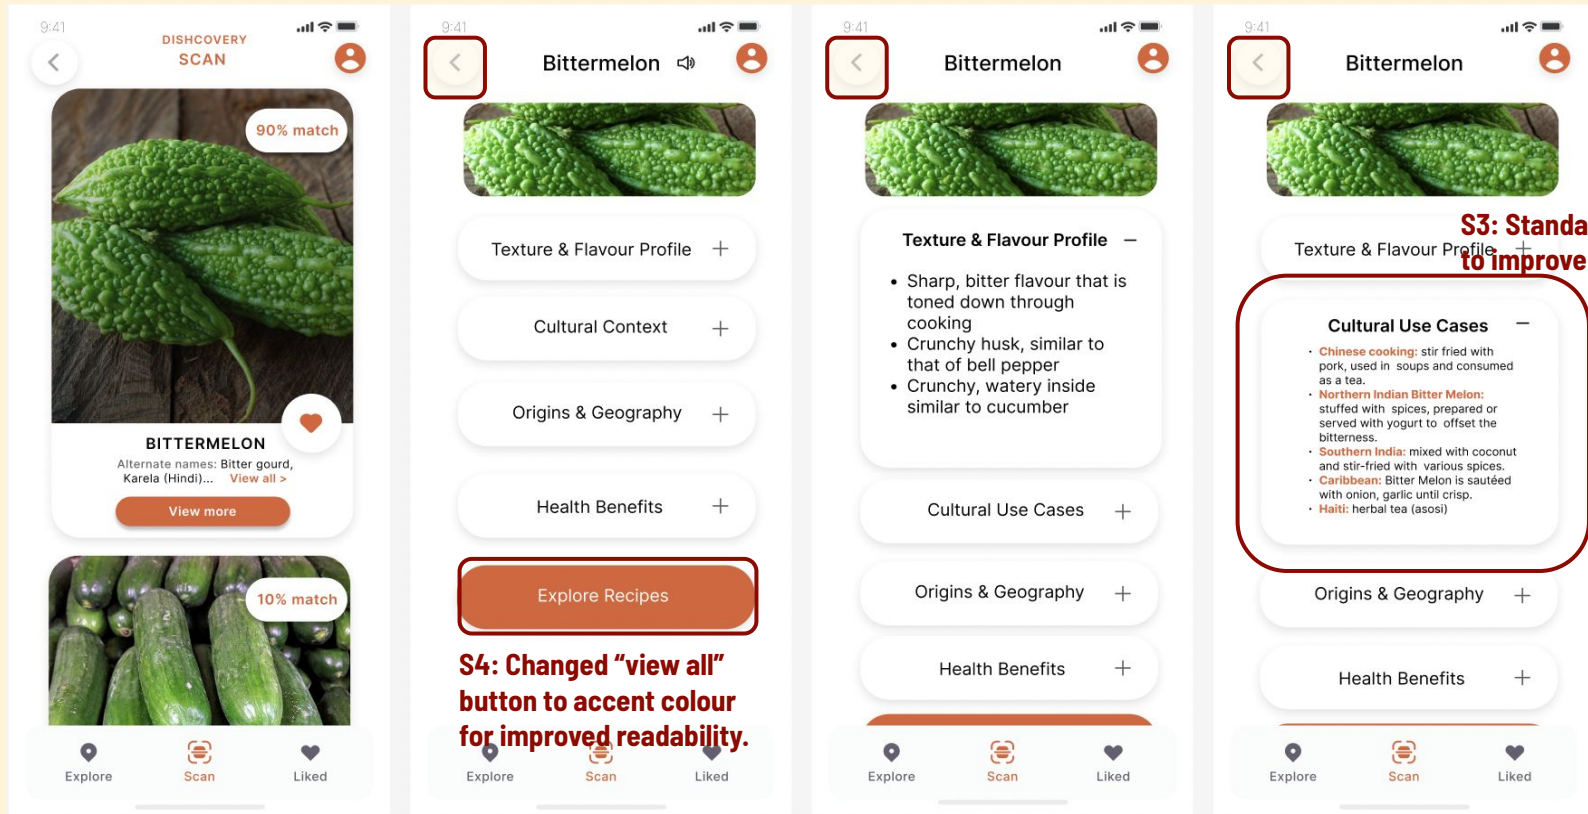 9:41
DISHCOVERY
SCAN
90% match
BITTERMELON
Alternate names: Bitter gourd,
Karela (Hindi)... View all >
View more
10% match
Explore
Scan
Liked
9:41
Bittermelon
Texture & Flavour Profile +
Cultural Context +
Origins & Geography +
Health Benefits +
Explore Recipes
S4: Changed “view all”
button to accent colour
for improved readability.
Explore
Scan
Liked
9:41
Bittermelon
Texture & Flavour Profile –
• Sharp, bitter flavour that is
toned down through
cooking
• Crunchy husk, similar to
that of bell pepper
• Crunchy, watery inside
similar to cucumber
Cultural Use Cases +
Origins & Geography +
Health Benefits +
Explore
Scan
Liked
9:41
Bittermelon
S3: Standa
Texture & Flavour Profile +
to improve
Cultural Use Cases –
· Chinese cooking: stir fried with
pork, used in soups and consumed
as a tea.
· Northern Indian Bitter Melon:
stuffed with spices, prepared or
served with yogurt to offset the
bitterness.
· Southern India: mixed with coconut
and stir-fried with various spices.
· Caribbean: Bitter Melon is sautéed
with onion, garlic until crisp.
· Haiti: herbal tea (asosi)
Origins & Geography +
Health Benefits +
Explore
Scan
Liked